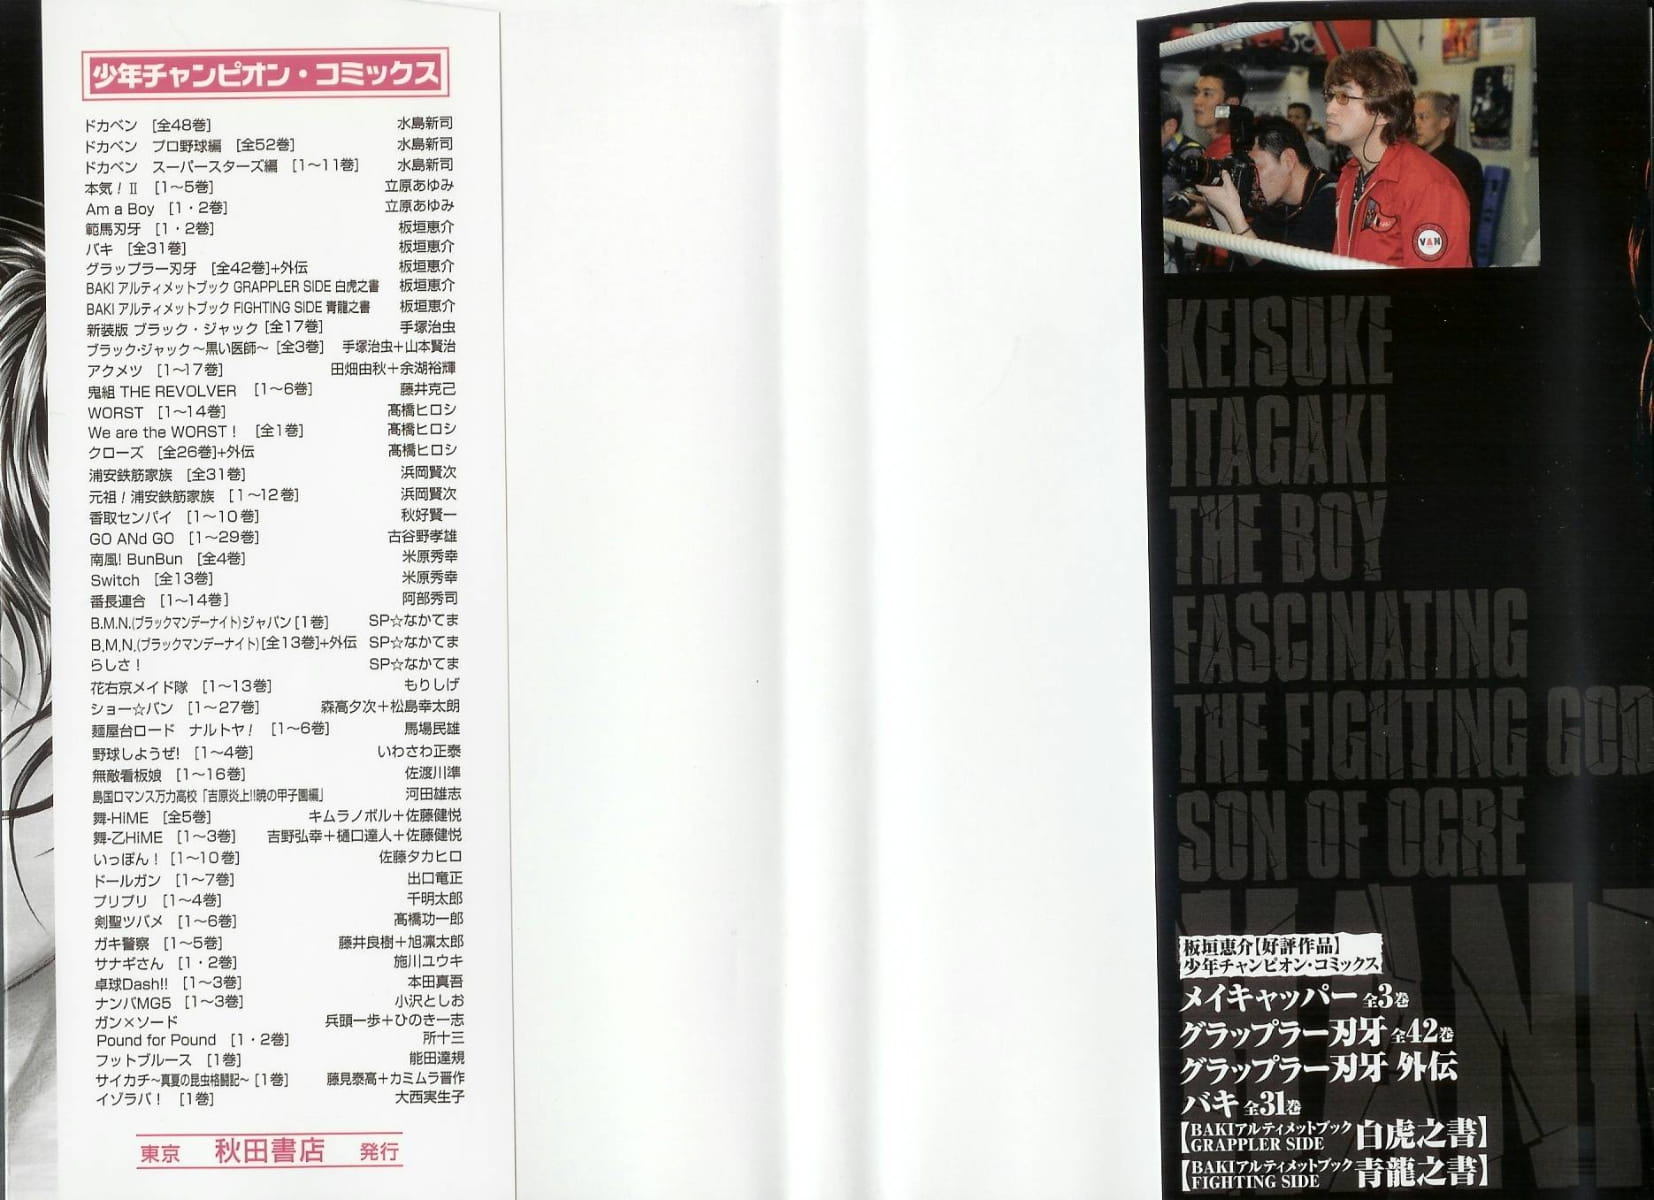 少年チャンピオン・コミックス
ドカベン [全48巻] 水島新司
ドカベン プロ野球編 [全52巻] 水島新司
ドカベン スーパースターズ編 [1〜11巻] 水島新司
本気！Ⅱ [1〜5巻] 立原あゆみ
Am a Boy [1・2巻] 立原あゆみ
範馬刃牙 [1・2巻] 板垣恵介
バキ [全31巻] 板垣恵介
グラップラー刃牙 [全42巻]+外伝 板垣恵介
BAKI アルティメットブック GRAPPLER SIDE 白虎之書 板垣恵介
BAKI アルティメットブック FIGHTING SIDE 青龍之書 板垣恵介
新装版 ブラック・ジャック [全17巻] 手塚治虫
ブラック・ジャック〜黒い医師〜 [全3巻] 手塚治虫＋山本賢治
アクメツ [1〜17巻] 田畑由秋＋余湖裕輝
鬼組 THE REVOLVER [1〜6巻] 藤井克己
WORST [1〜14巻] 髙橋ヒロシ
We are the WORST！ [全1巻] 髙橋ヒロシ
クローズ [全26巻]+外伝 髙橋ヒロシ
浦安鉄筋家族 [全31巻] 浜岡賢次
元祖！浦安鉄筋家族 [1〜12巻] 浜岡賢次
香取センパイ [1〜10巻] 秋好賢一
GO ANd GO [1〜29巻] 古谷野孝雄
南風! BunBun [全4巻] 米原秀幸
Switch [全13巻] 米原秀幸
番長連合 [1〜14巻] 阿部秀司
B.M.N.(ブラックマンデーナイト)ジャパン [1巻] SP☆なかてま
B.M.N.(ブラックマンデーナイト)[全13巻]+外伝 SP☆なかてま
らしさ！ SP☆なかてま
花右京メイド隊 [1〜13巻] もりしげ
ショー☆バン [1〜27巻] 森高夕次＋松島幸太朗
麺屋台ロード ナルトヤ！ [1〜6巻] 馬場民雄
野球しようぜ! [1〜4巻] いわさわ正泰
無敵看板娘 [1〜16巻] 佐渡川準
島国ロマンス万力高校「吉原炎上!!暁の甲子園編」 河田雄志
舞-HiME [全5巻] キムラノボル＋佐藤健悦
舞-乙HiME [1〜3巻] 吉野弘幸＋樋口達人＋佐藤健悦
いっぽん！ [1〜10巻] 佐藤タカヒロ
ドールガン [1〜7巻] 出口竜正
プリプリ [1〜4巻] 千明太郎
剣聖ツバメ [1〜6巻] 髙橋功一郎
ガキ警察 [1〜5巻] 藤井良樹＋旭凛太郎
サナギさん [1・2巻] 施川ユウキ
卓球Dash!! [1〜3巻] 本田真吾
ナンバMG5 [1〜3巻] 小沢としお
ガン×ソード 兵頭一歩＋ひのき一志
Pound for Pound [1・2巻] 所十三
フットブルース [1巻] 能田達規
サイカチ〜真夏の昆虫格闘記〜 [1巻] 藤見泰高＋カミムラ晋作
イゾラバ！ [1巻] 大西実生子
東京 秋田書店 発行
VAN
KEISUKE
ITAGAKI
THE BOY
FASCINATING
THE FIGHTING GOD
SON OF OGRE
板垣恵介【好評作品】
少年チャンピオン・コミックス
メイキャッパー 全3巻
グラップラー刃牙 全42巻
グラップラー刃牙 外伝
バキ 全31巻
【BAKIアルティメットブック GRAPPLER SIDE 白虎之書】
【BAKIアルティメットブック FIGHTING SIDE 青龍之書】